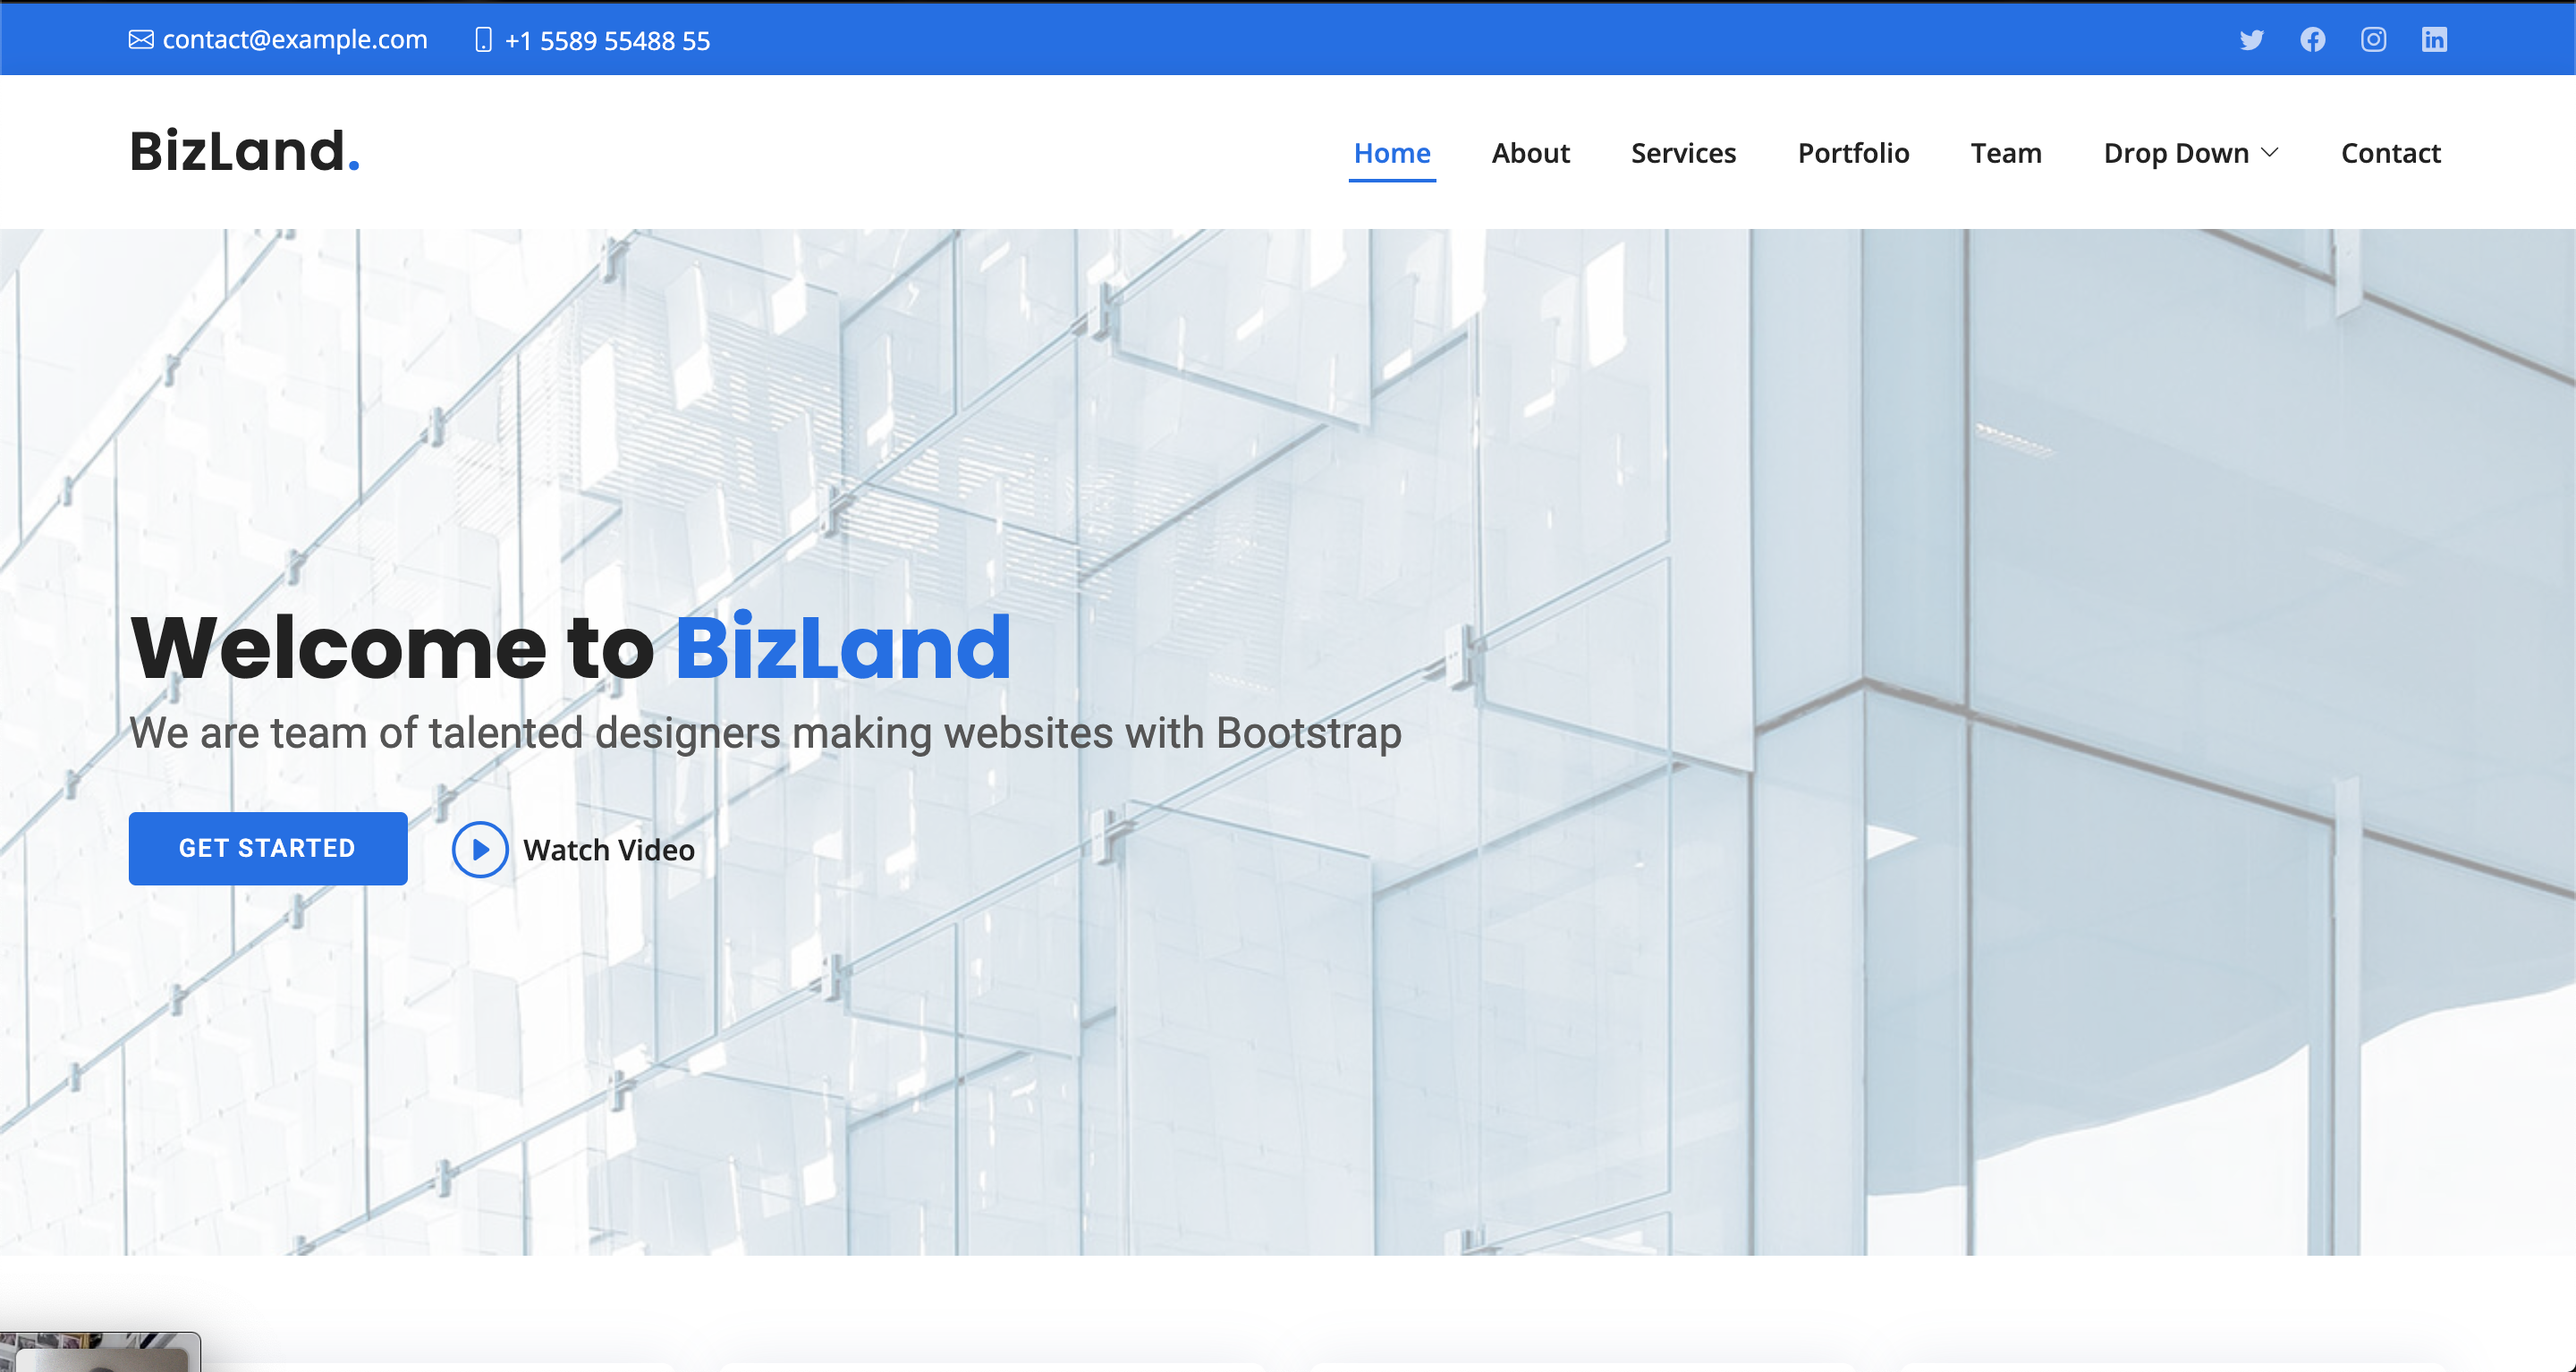 contact@example.com +1 5589 55488 55
BizLand.
Home About Services Portfolio Team Drop Down Contact
Welcome to BizLand
We are team of talented designers making websites with Bootstrap
GET STARTED Watch Video